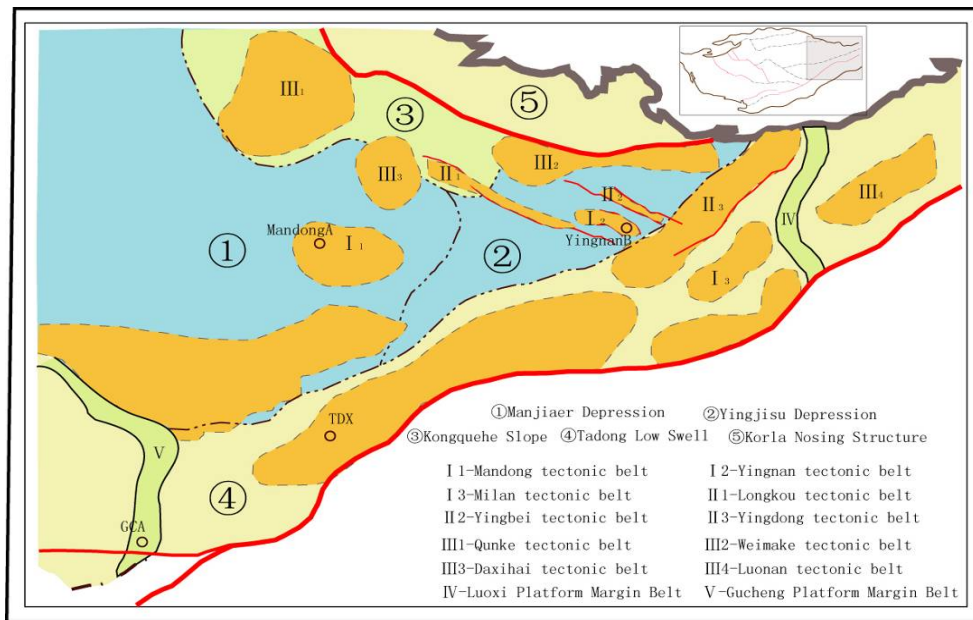 Ⅲ1
③
⑤
Ⅲ3
Ⅱ1
Ⅲ2
Ⅱ2
Ⅱ3
Ⅲ4
Ⅳ
MandongA
Ⅰ1
①
②
Ⅰ2
YingnanB
Ⅰ3
TDX
Ⅴ
④
GCA
①Manjiaer Depression ②Yingjisu Depression
③Kongquehe Slope ④Tadong Low Swell ⑤Korla Nosing Structure
Ⅰ1-Mandong tectonic belt Ⅰ2-Yingnan tectonic belt
Ⅰ3-Milan tectonic belt Ⅱ1-Longkou tectonic belt
Ⅱ2-Yingbei tectonic belt Ⅱ3-Yingdong tectonic belt
Ⅲ1-Qunke tectonic belt Ⅲ2-Weimake tectonic belt
Ⅲ3-Daxihai tectonic belt Ⅲ4-Luonan tectonic belt
Ⅳ-Luoxi Platform Margin Belt Ⅴ-Gucheng Platform Margin Belt